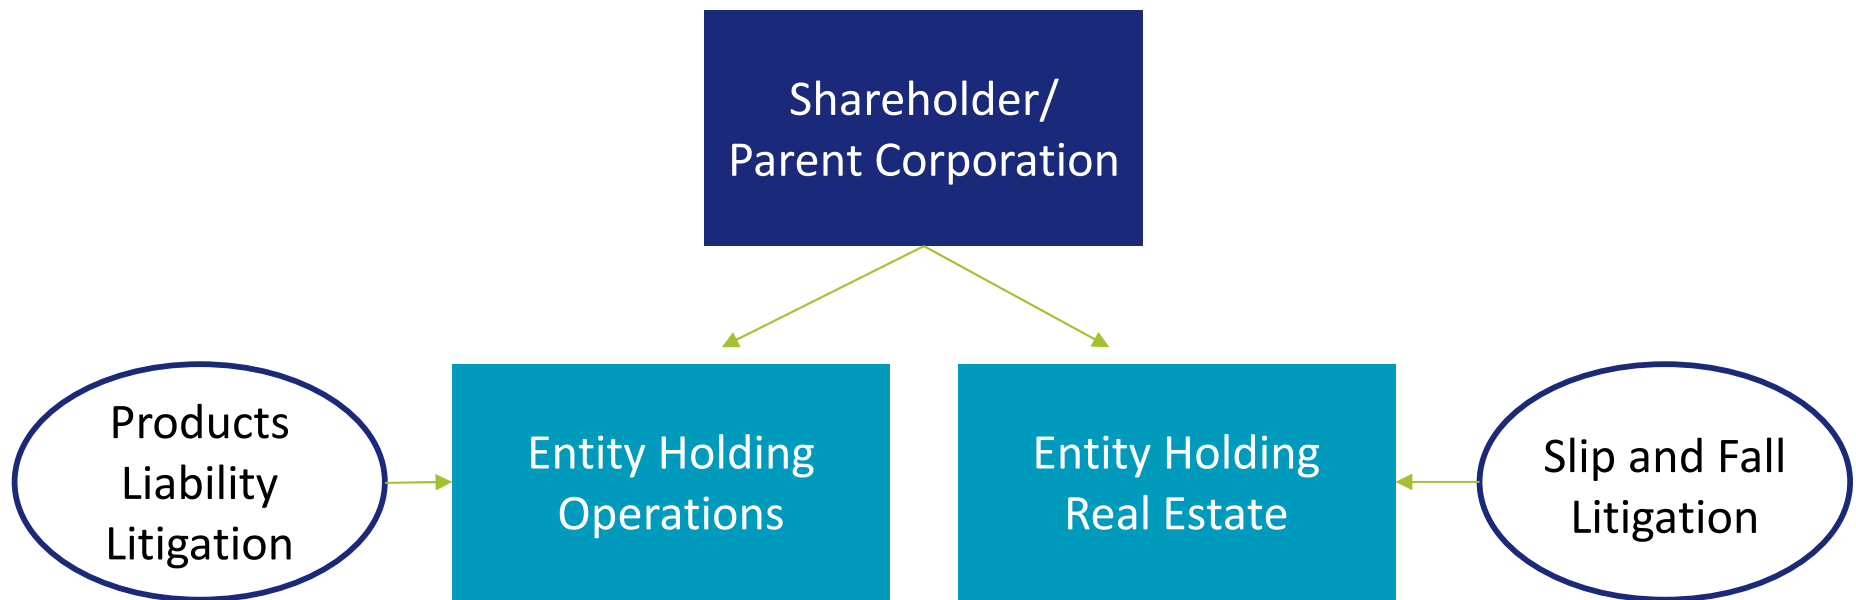 Shareholder/
Parent Corporation
Products
Liability
Litigation
Entity Holding
Operations
Entity Holding
Real Estate
Slip and Fall
Litigation